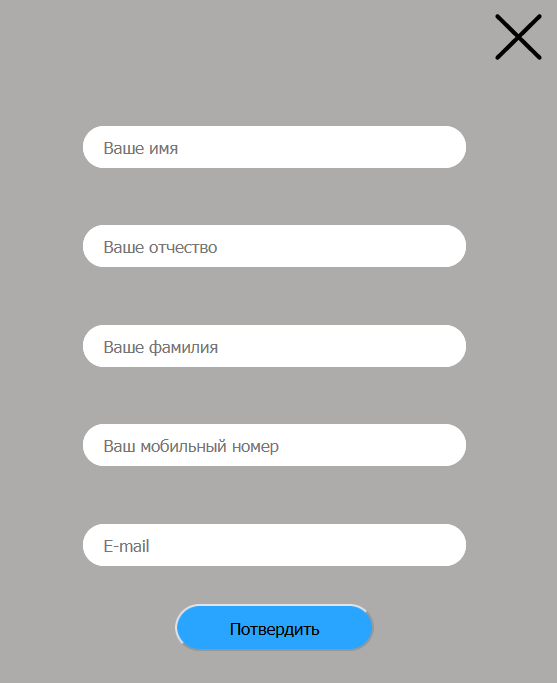 Ваше имя
Ваше отчество
Ваше фамилия
Ваш мобильный номер
E-mail
Потвердить